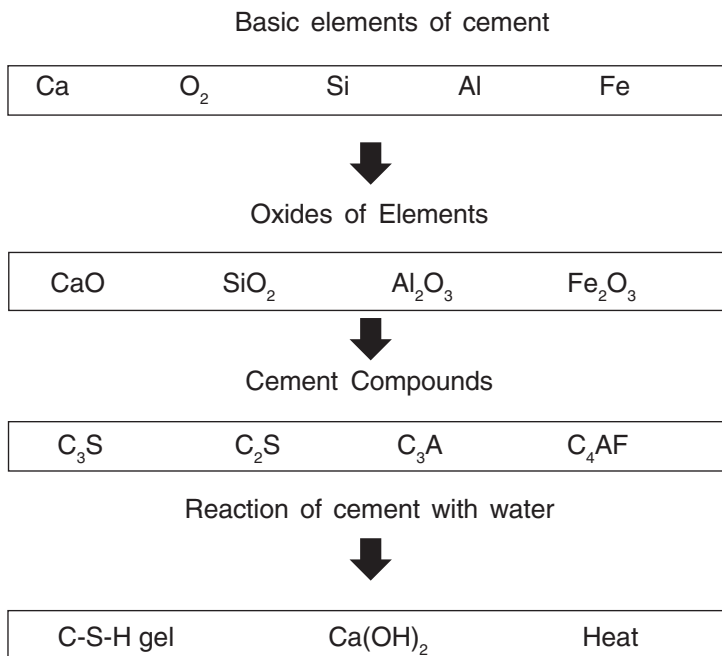 Basic elements of cement
Ca O₂ Si Al Fe
Oxides of Elements
CaO SiO₂ Al₂O₃ Fe₂O₃
Cement Compounds
C₃S C₂S C₃A C₄AF
Reaction of cement with water
C-S-H gel Ca(OH)₂ Heat